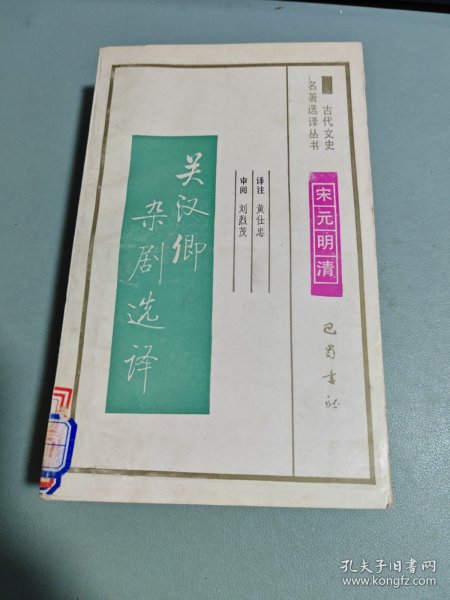 古代文史
名著选译丛书
宋元明清
巴蜀书社
译注 黄仕忠
审阅 刘烈茂
关汉卿
杂剧选译
孔夫子旧书网
www.kongfz.com